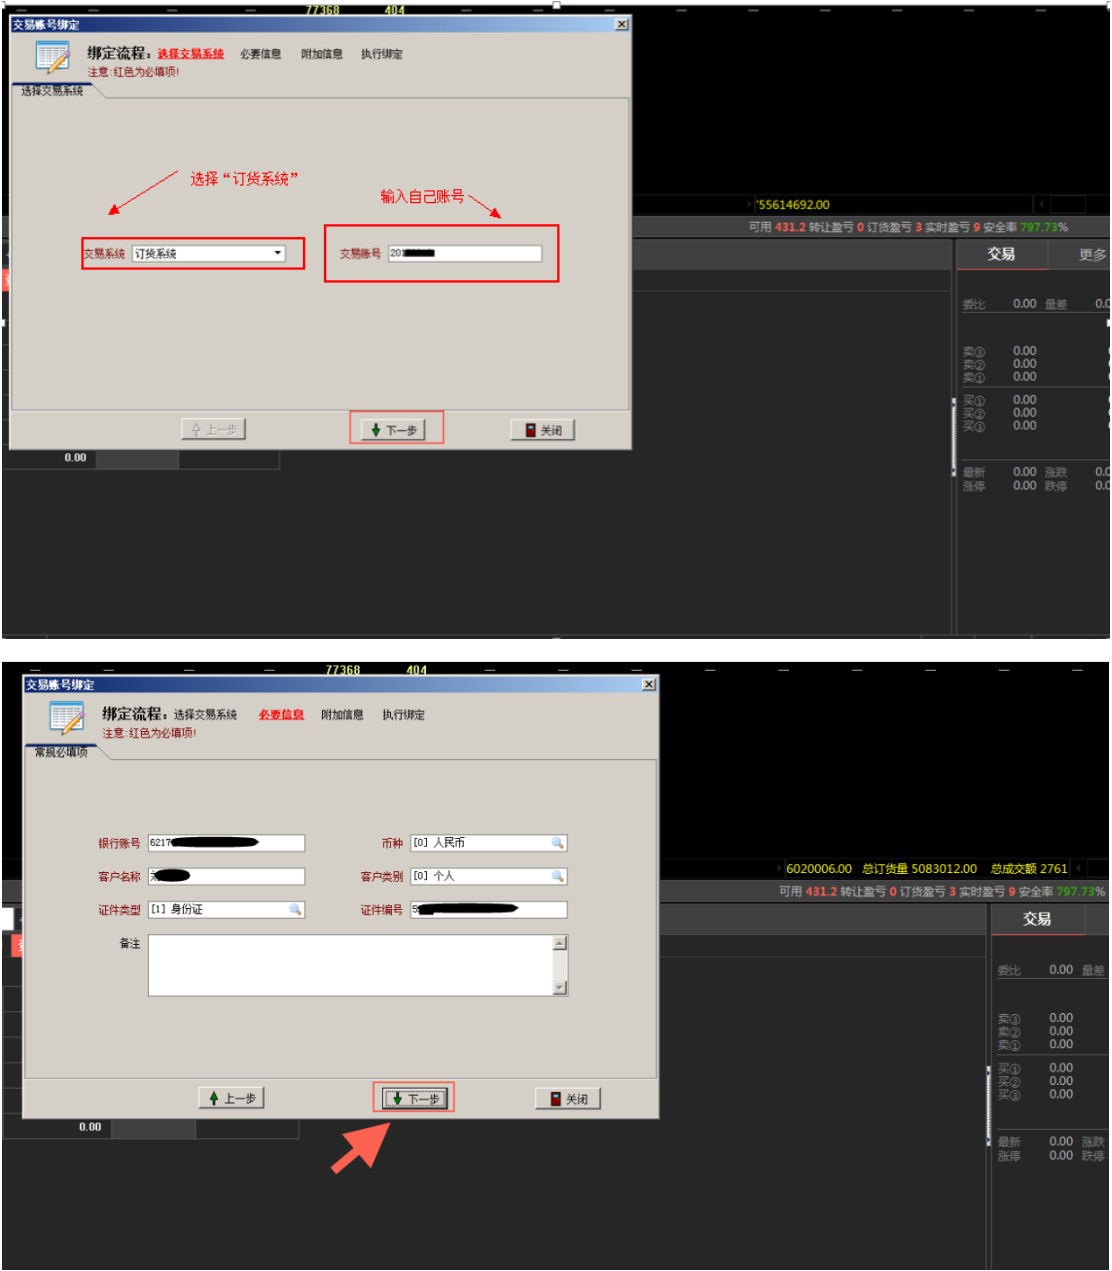 77368 404
交易账号绑定
绑定流程: 选择交易系统 必要信息 附加信息 执行绑定
注意:红色为必填项!
选择交易系统
选择“订货系统”
输入自己账号
交易系统 订货系统
交易账号 201
上一步 下一步 关闭
0.00
'55614692.00
可用 431.2 转让盈亏 0 订货盈亏 3 实时盈亏 9 安全率 797.73%
交易 更多
委比 0.00 量差 0.0
卖③ 0.00
卖② 0.00
卖① 0.00
买① 0.00
买② 0.00
买③ 0.00
最新 0.00 涨跌 0.0
涨停 0.00 跌停 0.0
77368 404
交易账号绑定
绑定流程: 选择交易系统 必要信息 附加信息 执行绑定
注意:红色为必填项!
常规必填项
银行账号 6217
币种 [0] 人民币
客户名称
客户类别 [0] 个人
证件类型 [1] 身份证
证件编号 5
备注
上一步 下一步 关闭
0.00
6020006.00 总订货量 5083012.00 总成交额 2761
可用 431.2 转让盈亏 0 订货盈亏 3 实时盈亏 9 安全率 797.73%
交易
委比 0.00 量差
卖③ 0.00
卖② 0.00
卖① 0.00
买① 0.00
买② 0.00
买③ 0.00
最新 0.00 涨跌
涨停 0.00 跌停